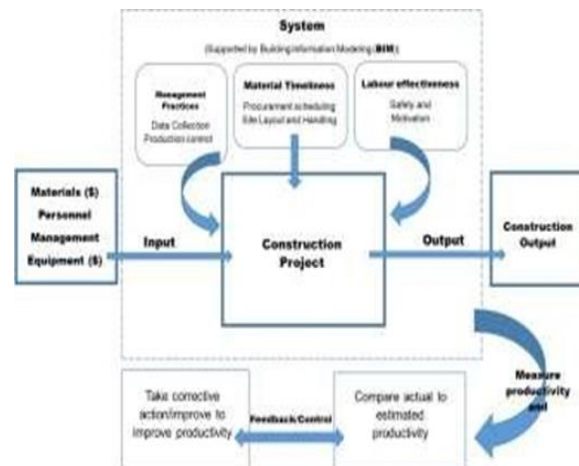 System
(Supported by Building Information Modeling (BIM))
Management
Practices
Data Collection
Production control
Material Timeliness
Procurement scheduling
Site Layout and Handling
Labour effectiveness
Safety and
Motivation
Materials ($)
Personnel
Management
Equipment ($)
Input
Construction
Project
Output
Construction
Output
Measure
productivity
and
Take corrective
action/improve to
improve productivity
Feedback/Control
Compare actual to
estimated
productivity